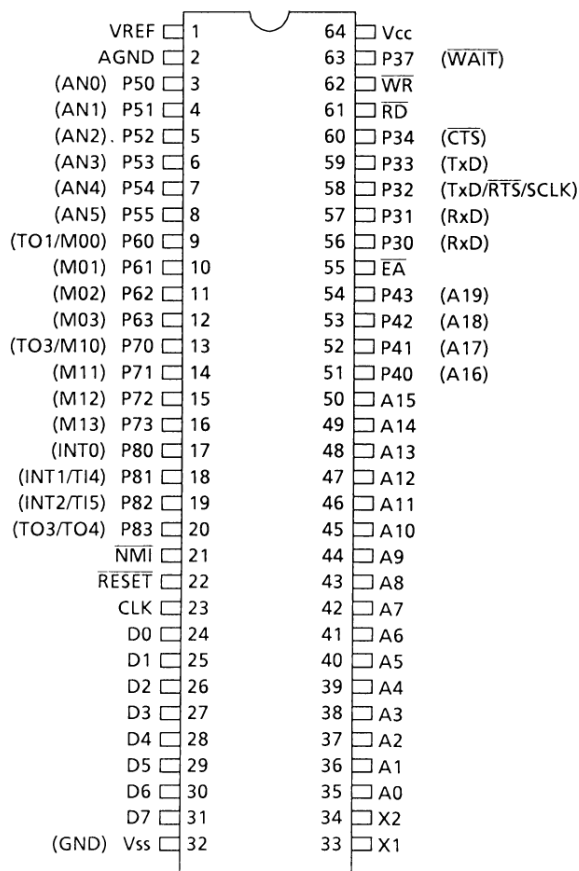 VREF 1 64 Vcc
AGND 2 63 P37 (W̅A̅I̅T̅)
(AN0) P50 3 62 W̅R̅
(AN1) P51 4 61 R̅D̅
(AN2). P52 5 60 P34 (C̅T̅S̅)
(AN3) P53 6 59 P33 (TxD)
(AN4) P54 7 58 P32 (TxD/R̅T̅S̅/SCLK)
(AN5) P55 8 57 P31 (RxD)
(TO1/M00) P60 9 56 P30 (RxD)
(M01) P61 10 55 E̅A̅
(M02) P62 11 54 P43 (A19)
(M03) P63 12 53 P42 (A18)
(TO3/M10) P70 13 52 P41 (A17)
(M11) P71 14 51 P40 (A16)
(M12) P72 15 50 A15
(M13) P73 16 49 A14
(INT0) P80 17 48 A13
(INT1/TI4) P81 18 47 A12
(INT2/TI5) P82 19 46 A11
(TO3/TO4) P83 20 45 A10
N̅M̅I̅ 21 44 A9
R̅E̅S̅E̅T̅ 22 43 A8
CLK 23 42 A7
D0 24 41 A6
D1 25 40 A5
D2 26 39 A4
D3 27 38 A3
D4 28 37 A2
D5 29 36 A1
D6 30 35 A0
D7 31 34 X2
(GND) Vss 32 33 X1